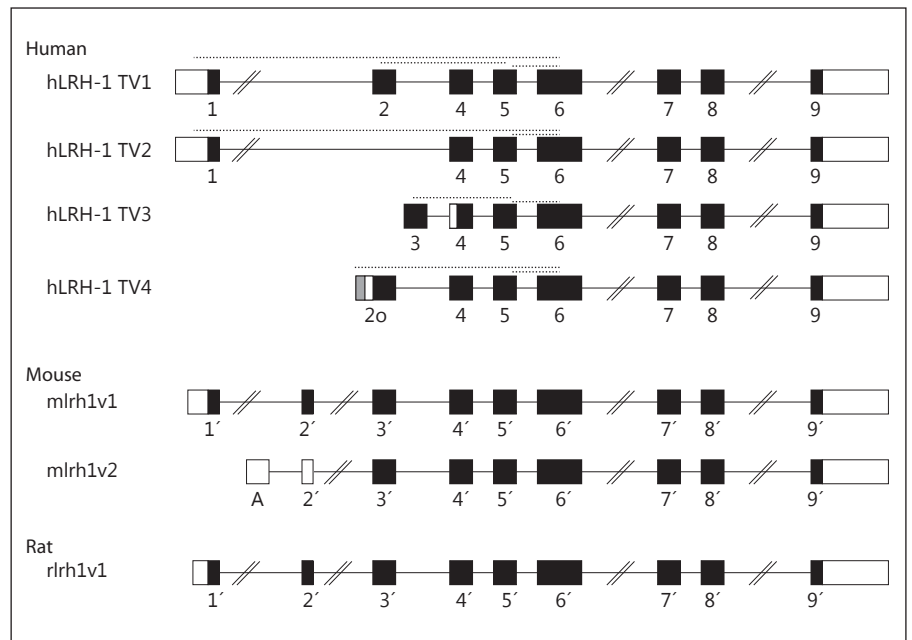 Human
hLRH-1 TV1
1 2 4 5 6 7 8 9
hLRH-1 TV2
1 4 5 6 7 8 9
hLRH-1 TV3
3 4 5 6 7 8 9
hLRH-1 TV4
2o 4 5 6 7 8 9
Mouse
mlrh1v1
1´ 2´ 3´ 4´ 5´ 6´ 7´ 8´ 9´
mlrh1v2
A 2´ 3´ 4´ 5´ 6´ 7´ 8´ 9´
Rat
rlrh1v1
1´ 2´ 3´ 4´ 5´ 6´ 7´ 8´ 9´